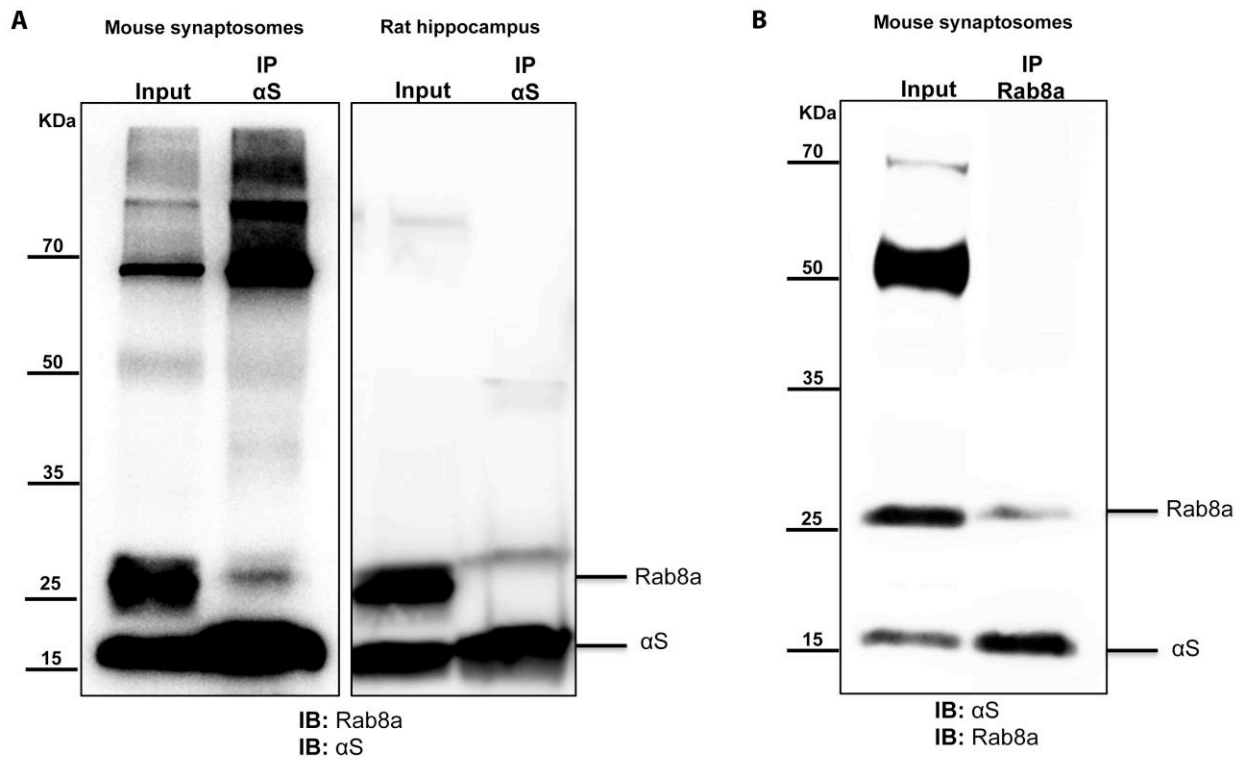 A
Mouse synaptosomes
Rat hippocampus
Input
IP
αS
Input
IP
αS
KDa
70
50
35
25
15
Rab8a
αS
IB: Rab8a
IB: αS
B
Mouse synaptosomes
Input
IP
Rab8a
KDa
70
50
35
25
15
Rab8a
αS
IB: αS
IB: Rab8a